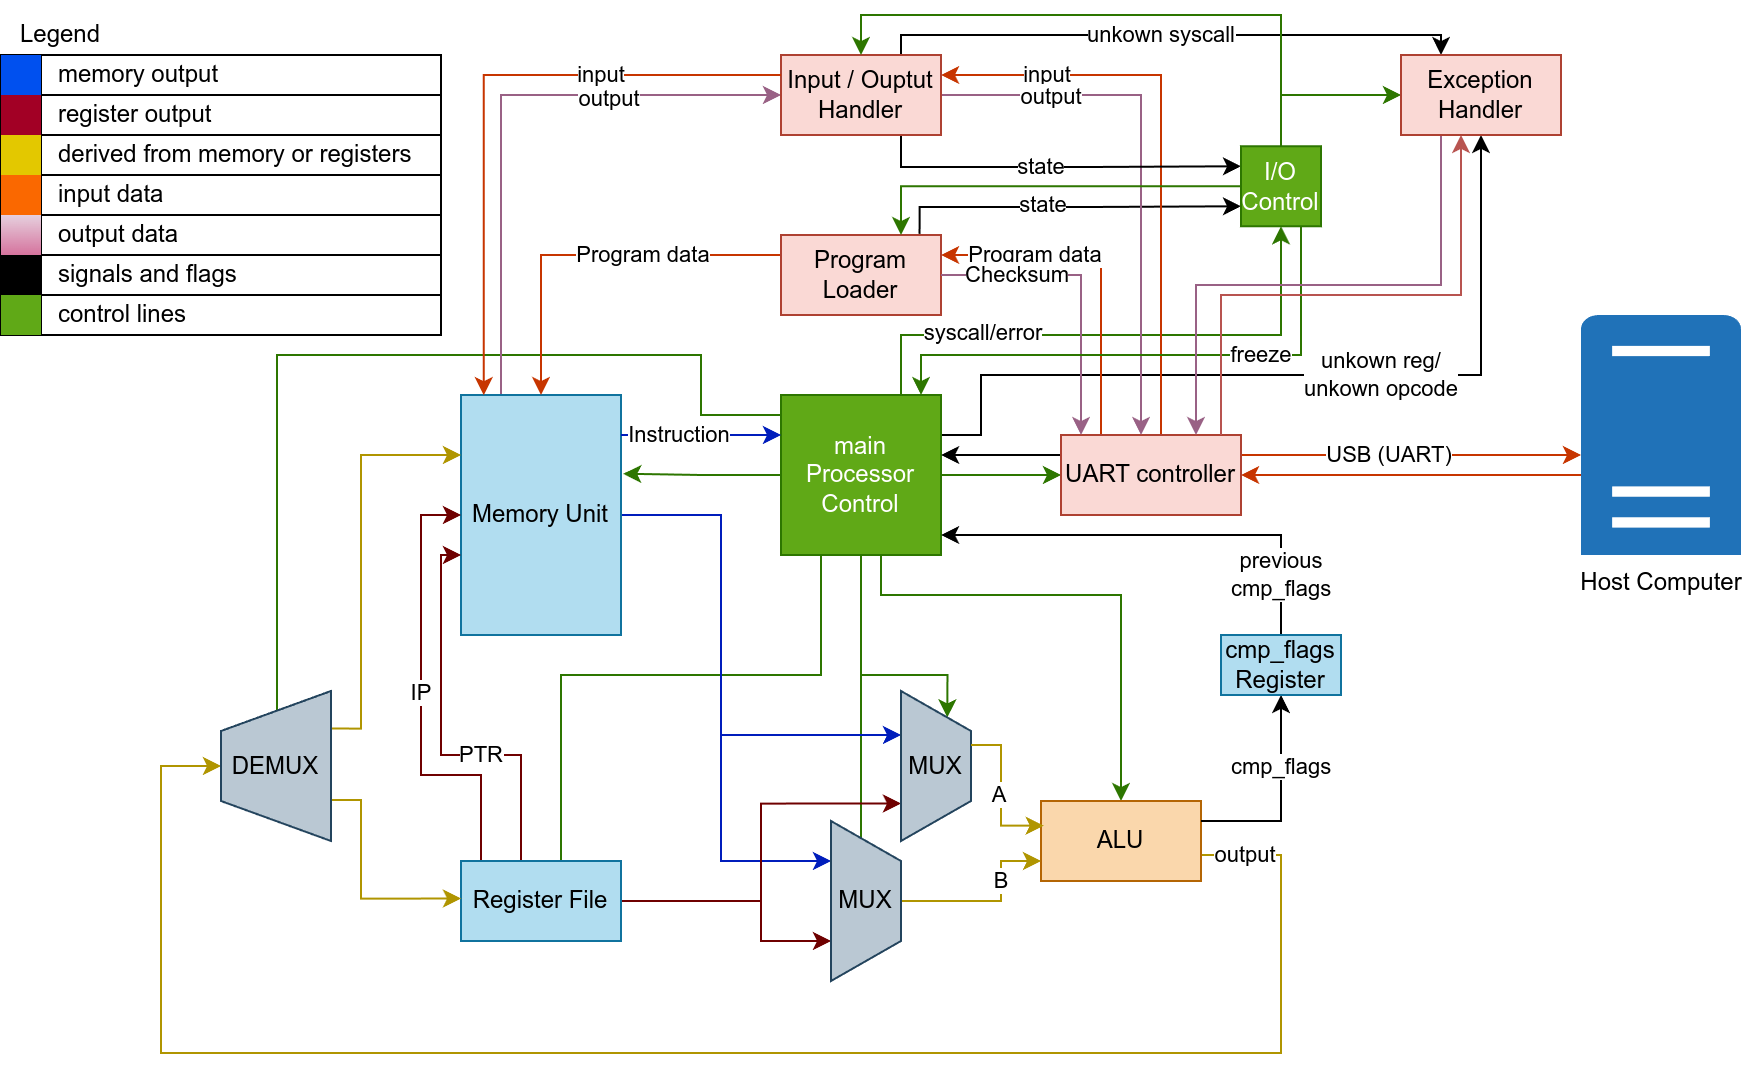 Legend
memory output
register output
derived from memory or registers
input data
output data
signals and flags
control lines
unkown syscall
input
output
Input / Ouptut
Handler
input
output
Exception
Handler
state
I/O
Control
state
Program data
Program
Loader
Program data
Checksum
syscall/error
freeze
unkown reg/
unkown opcode
Instruction
main
Processor
Control
UART controller
USB (UART)
Memory Unit
previous
cmp_flags
Host Computer
cmp_flags
Register
IP
PTR
DEMUX
MUX
cmp_flags
A
ALU
output
B
Register File
MUX